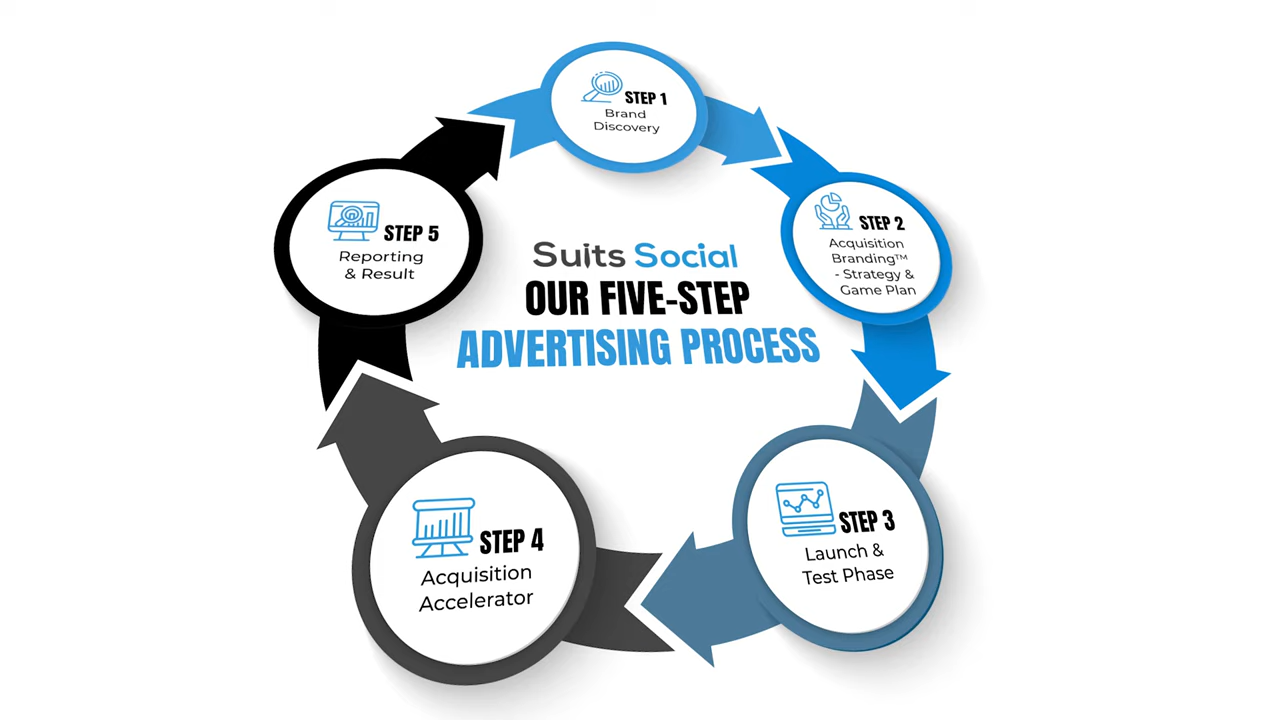 Suits Social
OUR FIVE-STEP
ADVERTISING PROCESS
STEP 1
Brand
Discovery
STEP 2
Acquisition
Branding™
- Strategy &
Game Plan
STEP 3
Launch &
Test Phase
STEP 4
Acquisition
Accelerator
STEP 5
Reporting
& Result